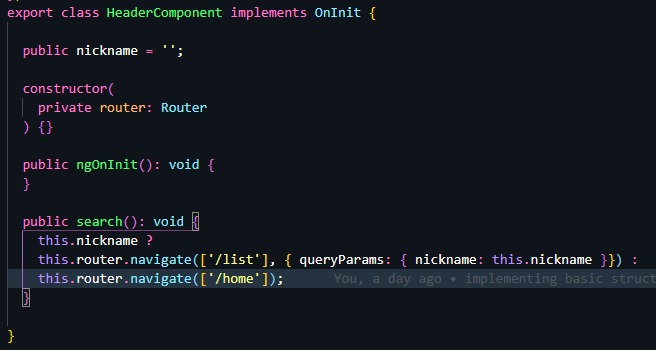 export class HeaderComponent implements OnInit {
public nickname = '';
constructor(
private router: Router
) {}
public ngOnInit(): void {
}
public search(): void {
this.nickname ?
this.router.navigate(['/list'], { queryParams: { nickname: this.nickname }}) :
this.router.navigate(['/home']); You, a day ago • implementing basic struct
}
}